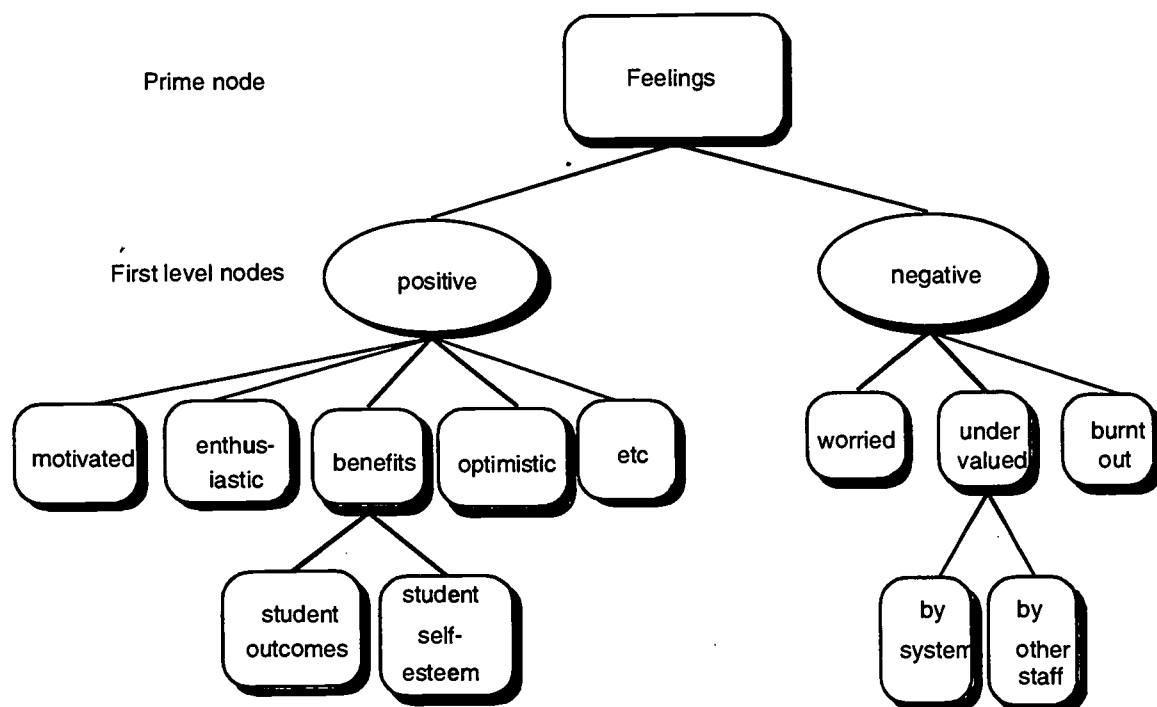 Prime node
Feelings
First level nodes
positive
negative
motivated
enthus-
iastic
benefits
optimistic
etc
worried
under
valued
burnt
out
student
outcomes
student
self-
esteem
by
system
by
other
staff